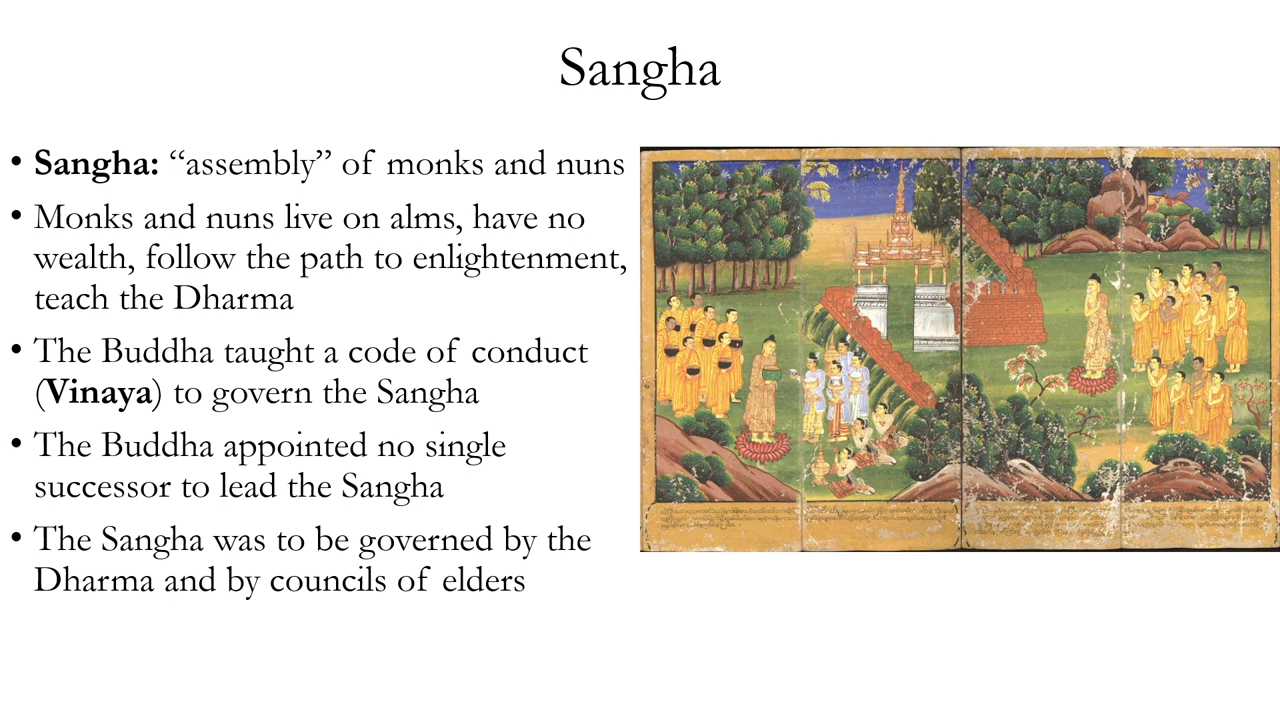 Sangha
• Sangha: “assembly” of monks and nuns
• Monks and nuns live on alms, have no
wealth, follow the path to enlightenment,
teach the Dharma
• The Buddha taught a code of conduct
(Vinaya) to govern the Sangha
• The Buddha appointed no single
successor to lead the Sangha
• The Sangha was to be governed by the
Dharma and by councils of elders